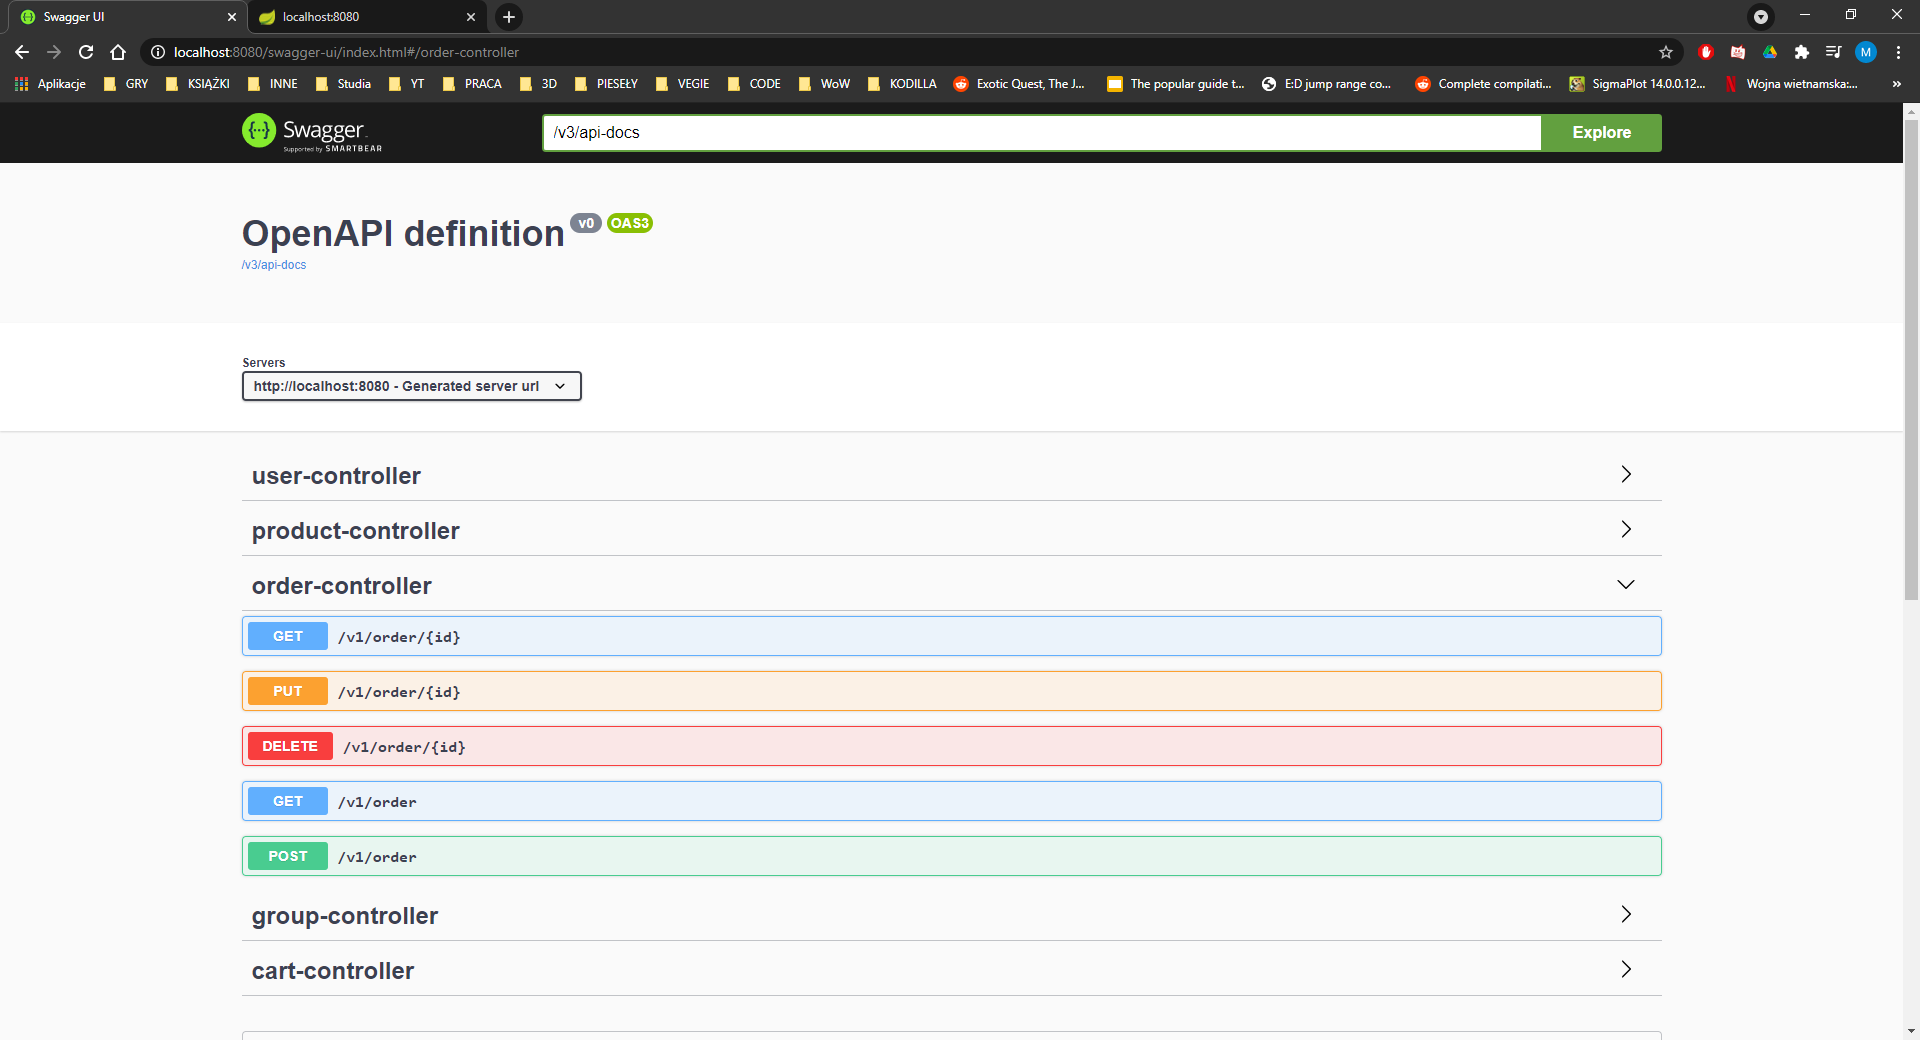 Swagger UI
localhost:8080
localhost:8080/swagger-ui/index.html#/order-controller
M
Aplikacje GRY KSIĄŻKI INNE Studia YT PRACA 3D PIESEŁY VEGIE CODE WoW KODILLA Exotic Quest, The J... The popular guide t... E:D jump range co... Complete compilati... SigmaPlot 14.0.0.12... Wojna wietnamska:... »
{···} Swagger
Supported by SMARTBEAR
/v3/api-docs Explore
OpenAPI definition v0 OAS3
/v3/api-docs
Servers
http://localhost:8080 - Generated server url
user-controller
product-controller
order-controller
GET /v1/order/{id}
PUT /v1/order/{id}
DELETE /v1/order/{id}
GET /v1/order
POST /v1/order
group-controller
cart-controller